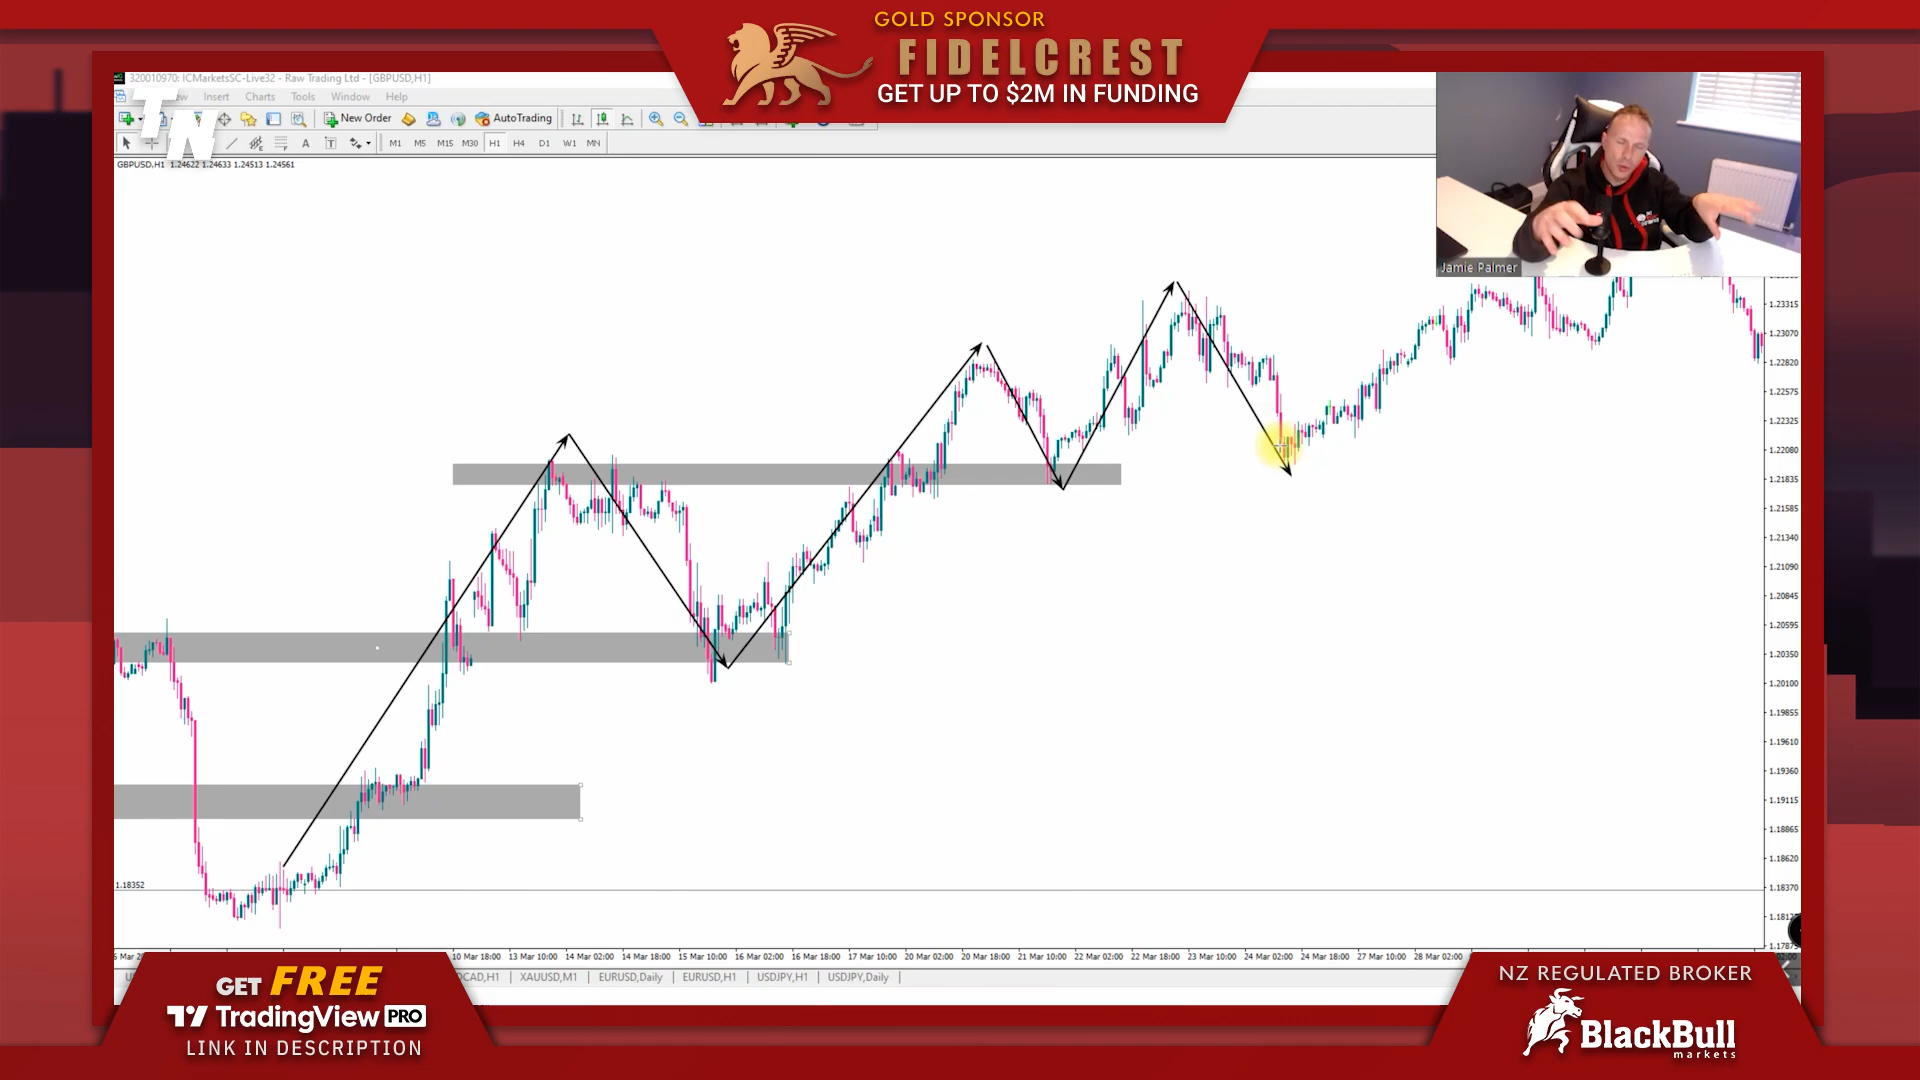 GOLD SPONSOR
FIDELCREST
GET UP TO $2M IN FUNDING
320010970: ICMarketsSC-Live32 - Raw Trading Ltd - [GBPUSD,H1]
Insert Charts Tools Window Help
TN
New Order AutoTrading
A T M1 M5 M15 M30 H1 H4 D1 W1 MN
GBPUSD,H1 1.24622 1.24633 1.24513 1.24561
Jamie Palmer
1.23315
1.23070
1.22820
1.22575
1.22325
1.22080
1.21835
1.21585
1.21340
1.21090
1.20845
1.20595
1.20350
1.20100
1.19855
1.19610
1.19360
1.19115
1.18865
1.18620
1.18352
1.18370
10 Mar 18:00 13 Mar 10:00 14 Mar 02:00 14 Mar 18:00 15 Mar 10:00 16 Mar 02:00 16 Mar 18:00 17 Mar 10:00 20 Mar 02:00 20 Mar 18:00 21 Mar 10:00 22 Mar 02:00 22 Mar 18:00 23 Mar 10:00 24 Mar 02:00 24 Mar 18:00 27 Mar 10:00 28 Mar 02:00
CAD,H1 XAUUSD,M1 EURUSD,Daily EURUSD,H1 USDJPY,H1 USDJPY,Daily
GET FREE
TradingView PRO
LINK IN DESCRIPTION
NZ REGULATED BROKER
BlackBull
markets